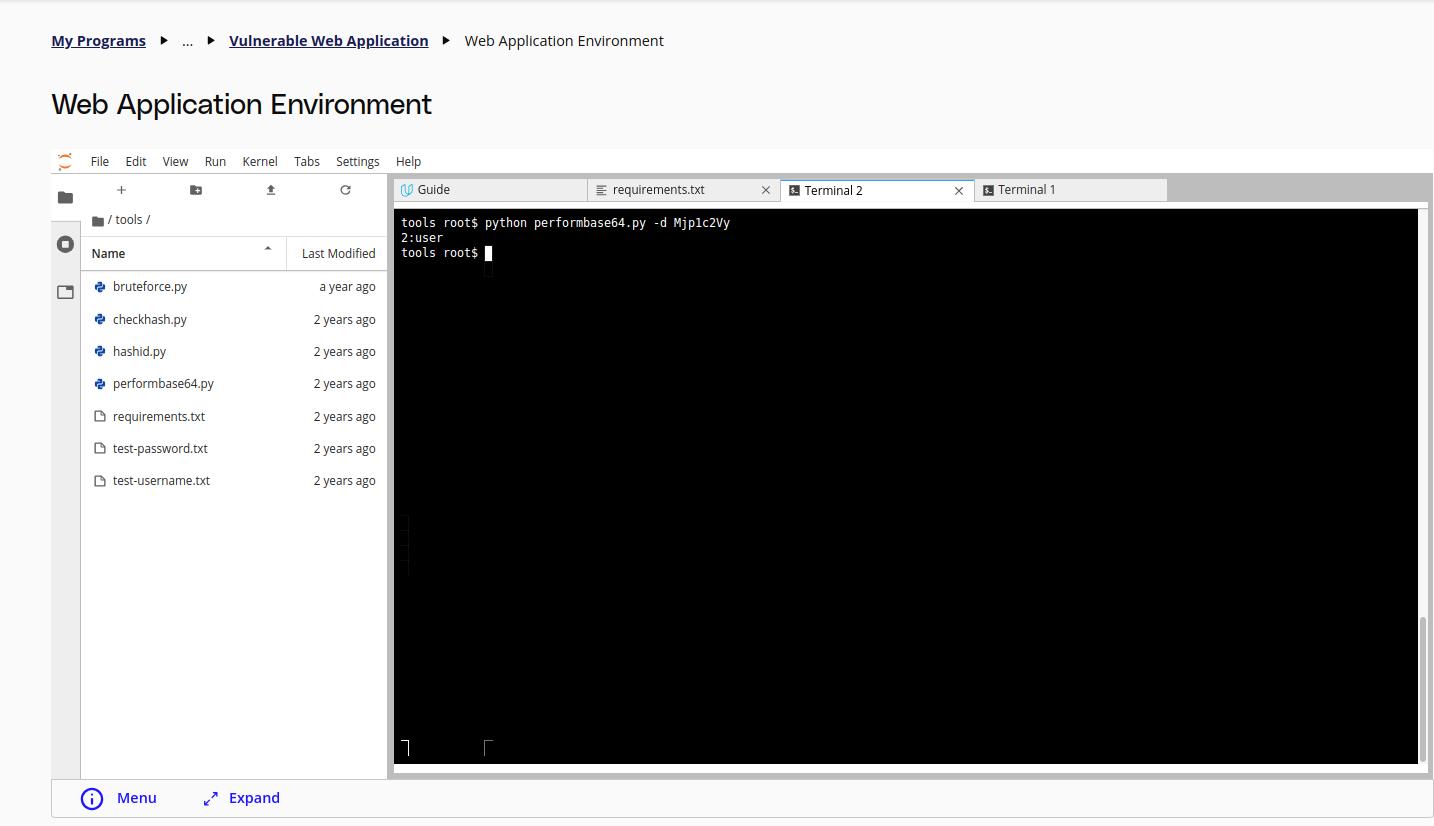 My Programs ▶ ... ▶ Vulnerable Web Application ▶ Web Application Environment
Web Application Environment
File Edit View Run Kernel Tabs Settings Help
Guide requirements.txt Terminal 2 Terminal 1
/ tools /
Name Last Modified
bruteforce.py a year ago
checkhash.py 2 years ago
hashid.py 2 years ago
performbase64.py 2 years ago
requirements.txt 2 years ago
test-password.txt 2 years ago
test-username.txt 2 years ago
tools root$ python performbase64.py -d Mjp1c2Vy
2:user
tools root$
Menu Expand